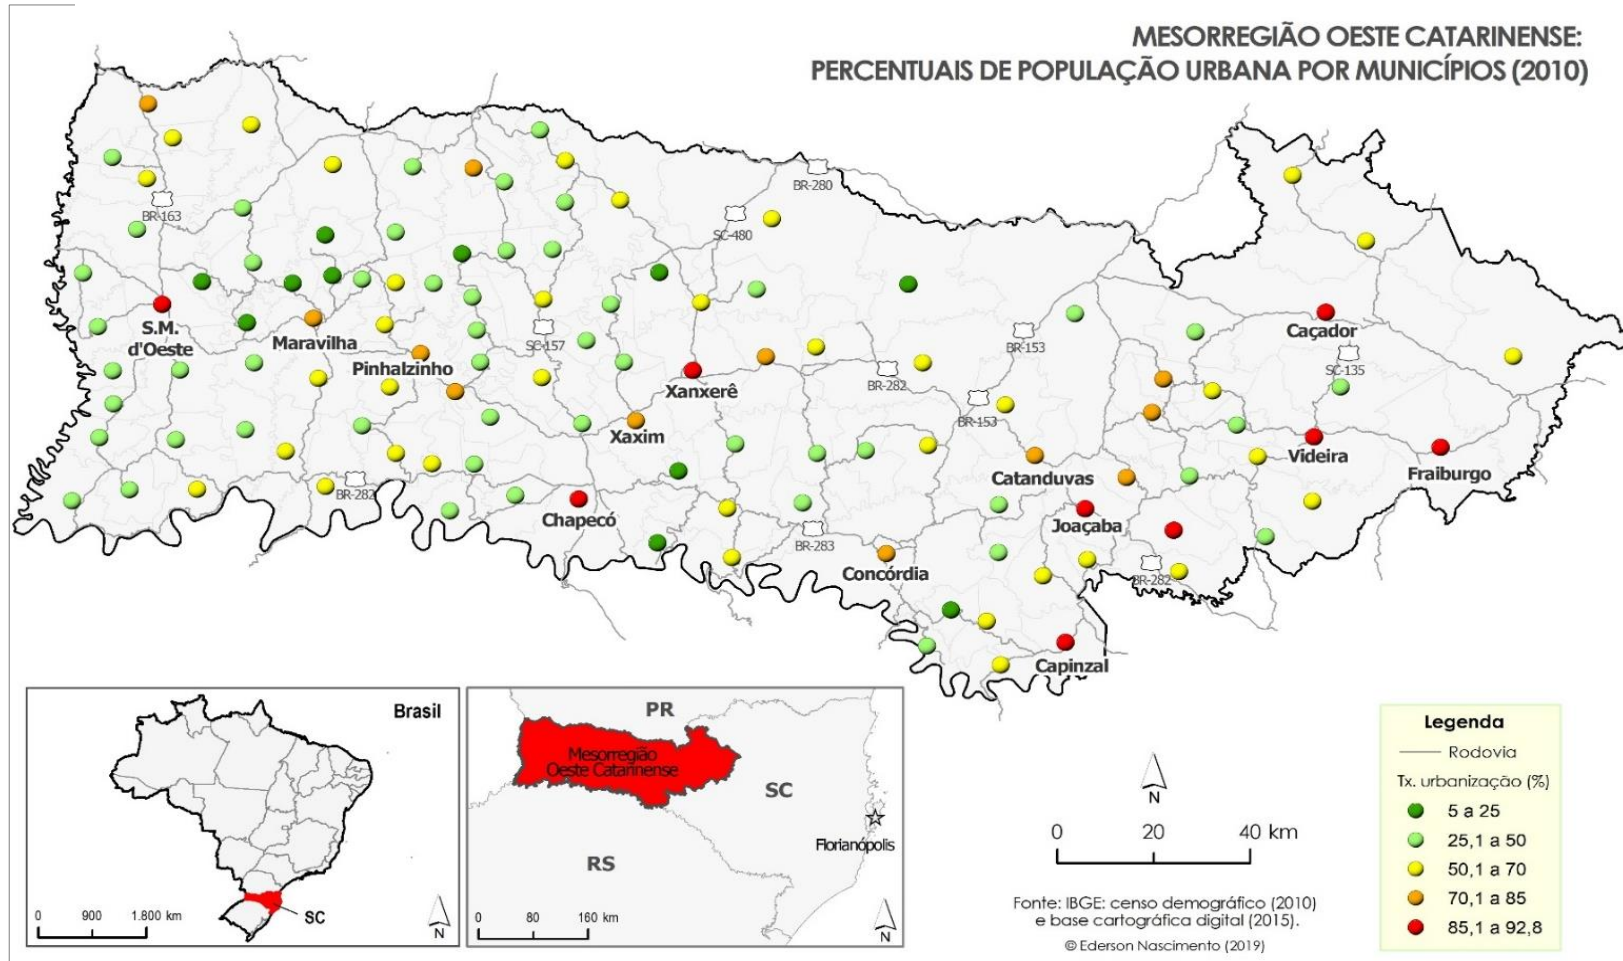 MESORREGIÃO OESTE CATARINENSE:
PERCENTUAIS DE POPULAÇÃO URBANA POR MUNICÍPIOS (2010)
BR-280
BR-163
SC-480
S.M.
d'Oeste
Maravilha
SC-157
Pinhalzinho
BR-153
Caçador
SC-135
Xanxerê
BR-282
BR-153
Xaxim
Videira
Fraiburgo
Catanduvas
BR-282
Chapecó
Joaçaba
BR-283
Concórdia
BR-282
Capinzal
Brasil
SC
0 900 1.800 km
N
PR
Mesorregião
Oeste Catarinense
SC
Florianópolis
RS
0 80 160 km
N
N
0 20 40 km
Fonte: IBGE: censo demográfico (2010)
e base cartográfica digital (2015).
© Ederson Nascimento (2019)
Legenda
Rodovia
Tx. urbanização (%)
5 a 25
25,1 a 50
50,1 a 70
70,1 a 85
85,1 a 92,8